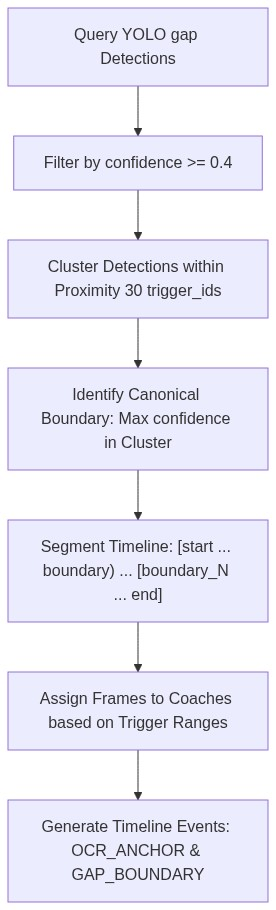 Query YOLO gap
Detections
Filter by confidence >= 0.4
Cluster Detections within
Proximity 30 trigger_ids
Identify Canonical
Boundary: Max confidence
in Cluster
Segment Timeline: [start ...
boundary) ... [boundary_N
... end]
Assign Frames to Coaches
based on Trigger Ranges
Generate Timeline Events:
OCR_ANCHOR &
GAP_BOUNDARY